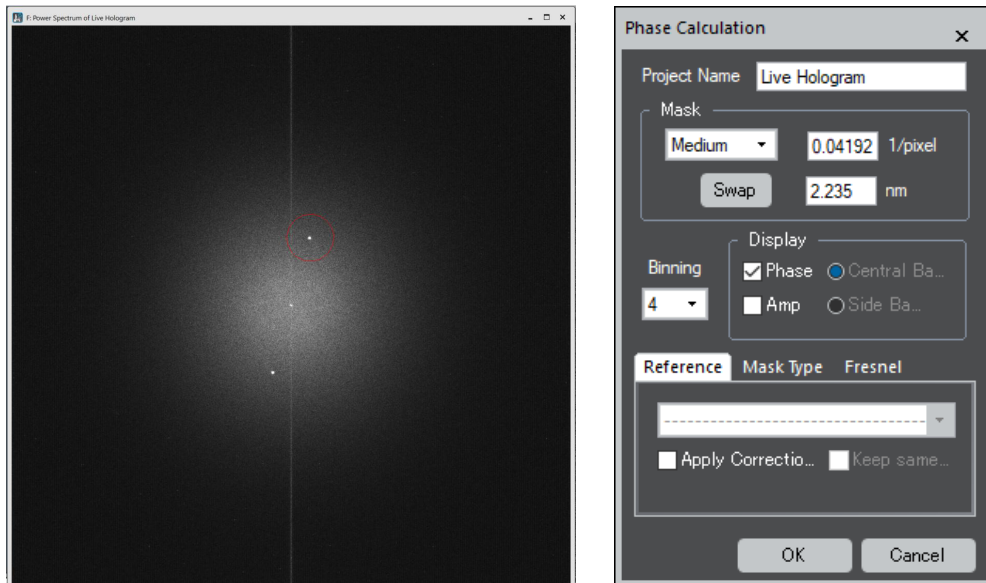 F: Power Spectrum of Live Hologram
Phase Calculation
Project Name Live Hologram
Mask
Medium 0.04192 1/pixel
Swap 2.235 nm
Display
Binning
Phase Central Ba...
4
Amp Side Ba...
Reference Mask Type Fresnel
Apply Correctio... Keep same...
OK Cancel